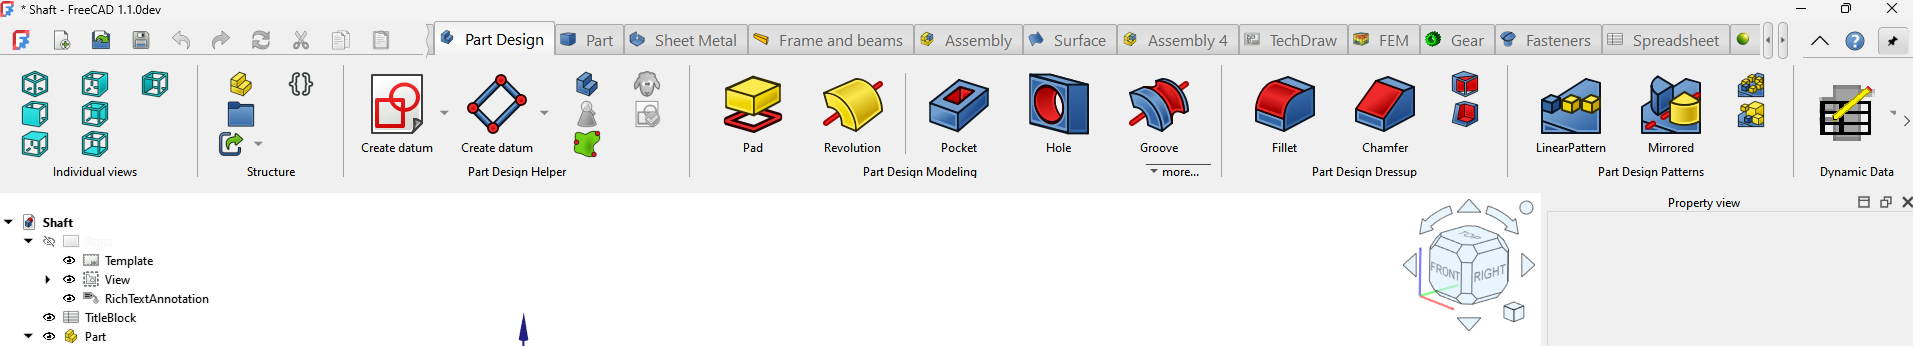 * Shaft - FreeCAD 1.1.0dev
Part Design
Part
Sheet Metal
Frame and beams
Assembly
Surface
Assembly 4
TechDraw
FEM
Gear
Fasteners
Spreadsheet
Create datum
Create datum
Pad
Revolution
Pocket
Hole
Groove
Fillet
Chamfer
LinearPattern
Mirrored
Individual views
Structure
Part Design Helper
Part Design Modeling
more...
Part Design Dressup
Part Design Patterns
Dynamic Data
Property view
Shaft
Template
View
RichTextAnnotation
TitleBlock
Part
TOP
FRONT
RIGHT